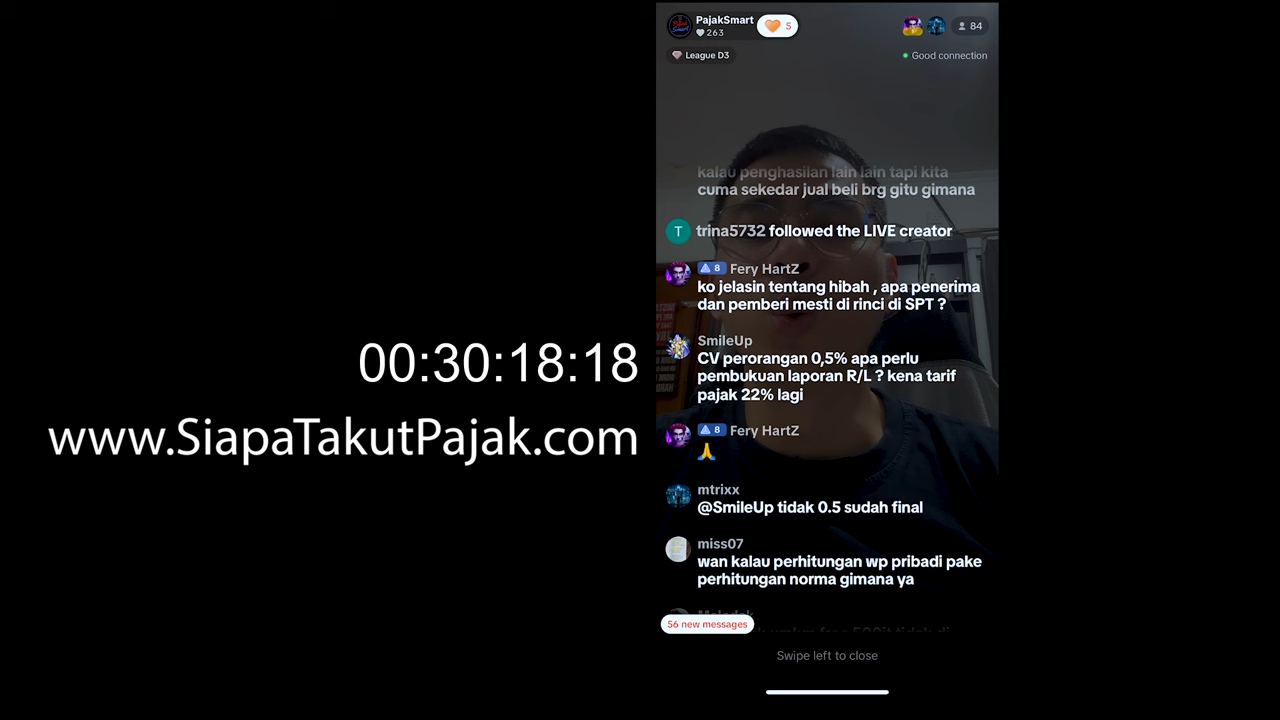 00:30:18:18
www.SiapaTakutPajak.com
PajakSmart
263
5
84
League D3
Good connection
kalau penghasilan lain lain tapi kita
cuma sekedar jual beli brg gitu gimana
T
trina5732 followed the LIVE creator
8 Fery HartZ
ko jelasin tentang hibah , apa penerima
dan pemberi mesti di rinci di SPT ?
SmileUp
CV perorangan 0,5% apa perlu
pembukuan laporan R/L ? kena tarif
pajak 22% lagi
8 Fery HartZ
🙏
mtrixx
@SmileUp tidak 0.5 sudah final
miss07
wan kalau perhitungan wp pribadi pake
perhitungan norma gimana ya
56 new messages
Swipe left to close